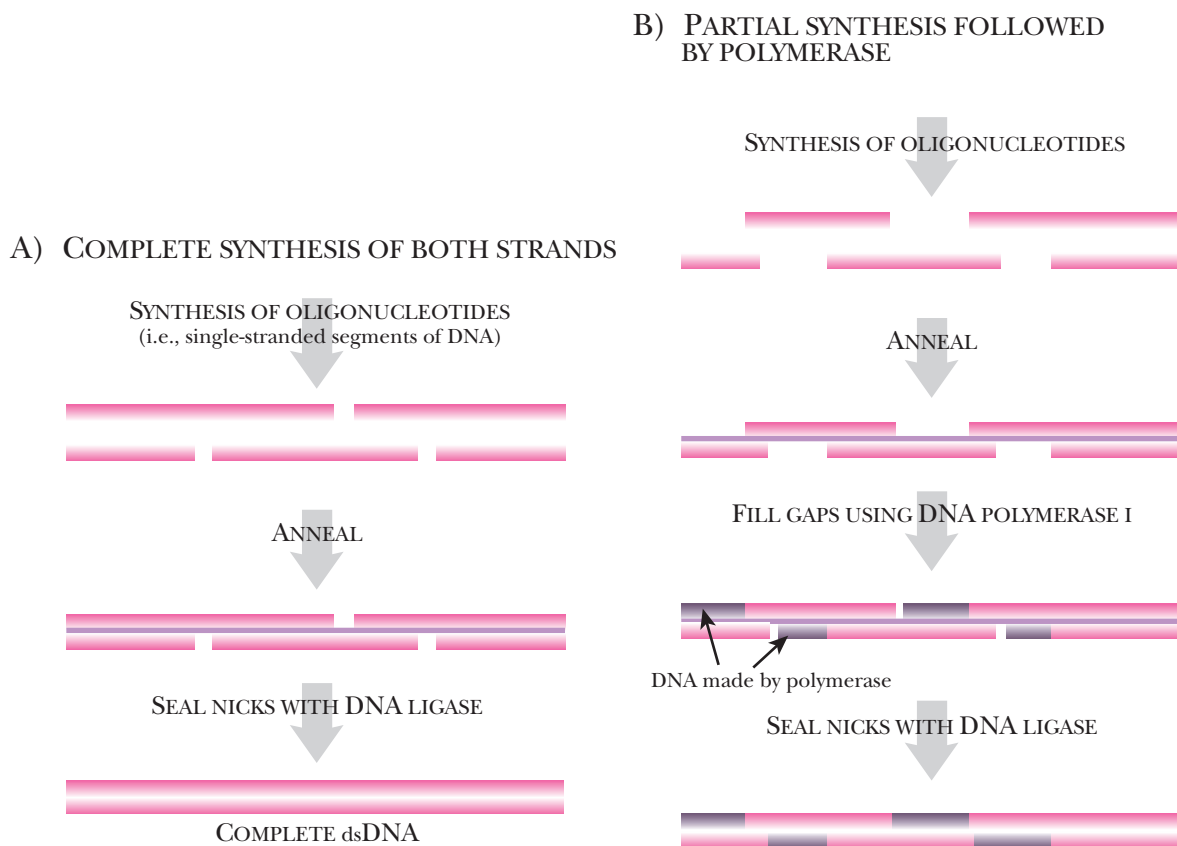 A) COMPLETE SYNTHESIS OF BOTH STRANDS
SYNTHESIS OF OLIGONUCLEOTIDES
(i.e., single-stranded segments of DNA)
ANNEAL
SEAL NICKS WITH DNA LIGASE
COMPLETE dsDNA
B) PARTIAL SYNTHESIS FOLLOWED
BY POLYMERASE
SYNTHESIS OF OLIGONUCLEOTIDES
ANNEAL
FILL GAPS USING DNA POLYMERASE I
DNA made by polymerase
SEAL NICKS WITH DNA LIGASE